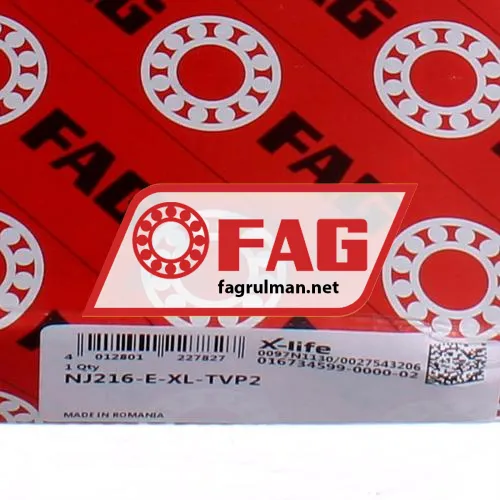 FAG
FAG
FAG
FAG
fagrulman.net
X-life
4 012801 227827
0097N1130/0027543206
1 Qty
016734599-0000-02
NJ216-E-XL-TVP2
MADE IN ROMANIA